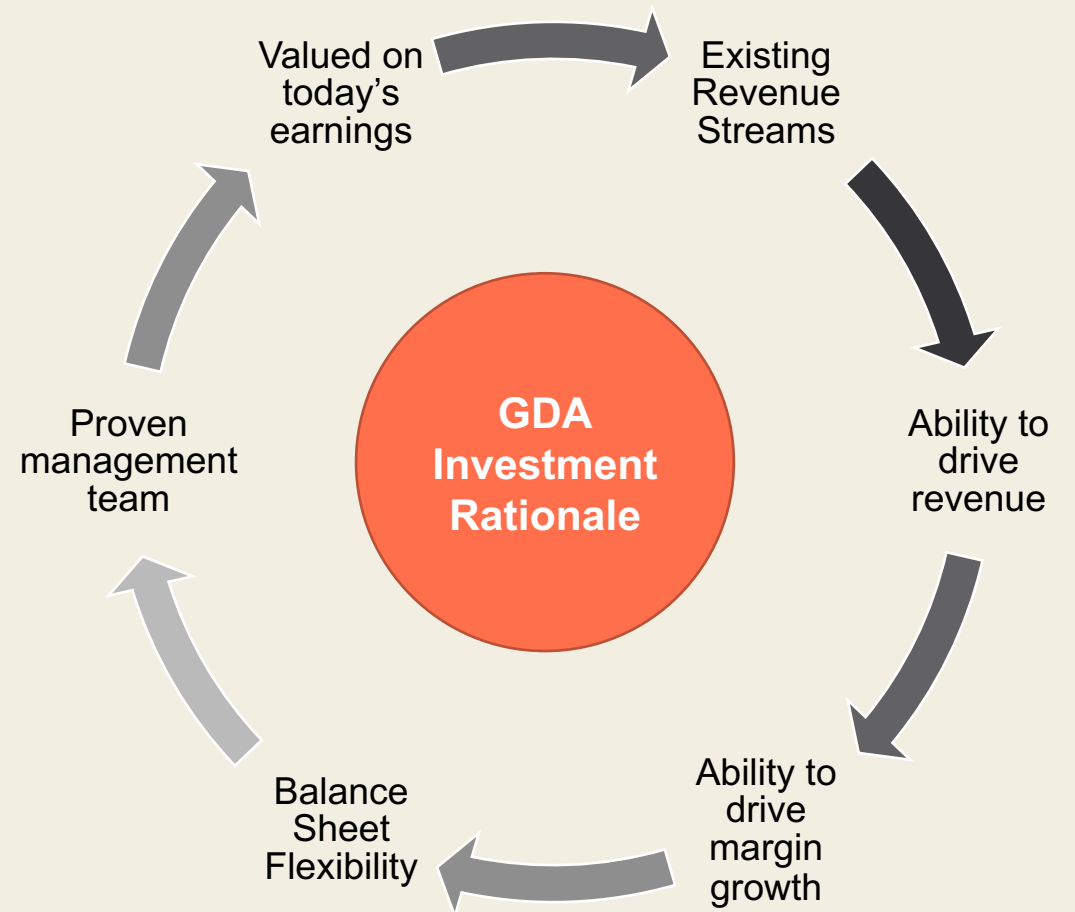 Valued on
today’s
earnings
Existing
Revenue
Streams
Ability to
drive
revenue
Ability to
drive
margin
growth
Balance
Sheet
Flexibility
Proven
management
team
GDA
Investment
Rationale